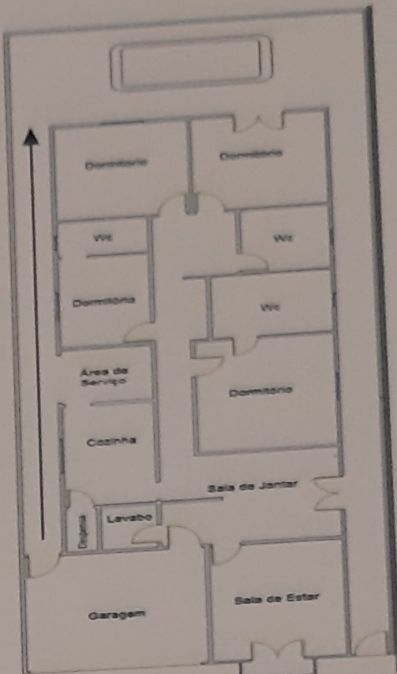 Dormitório
Dormitório
Wc
Wc
Dormitório
Wc
Área de
Serviço
Dormitório
Cozinha
Sala de Jantar
Lavabo
Sala de Estar
Garagem